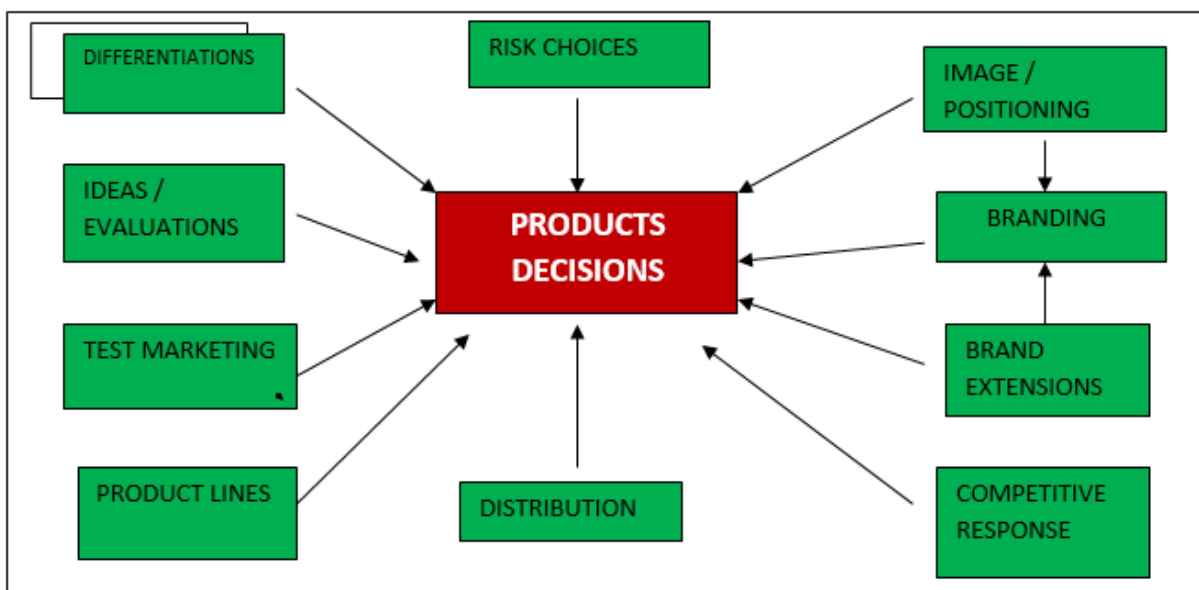 DIFFERENTIATIONS
RISK CHOICES
IMAGE /
POSITIONING
IDEAS /
EVALUATIONS
PRODUCTS
DECISIONS
BRANDING
TEST MARKETING
BRAND
EXTENSIONS
PRODUCT LINES
DISTRIBUTION
COMPETITIVE
RESPONSE